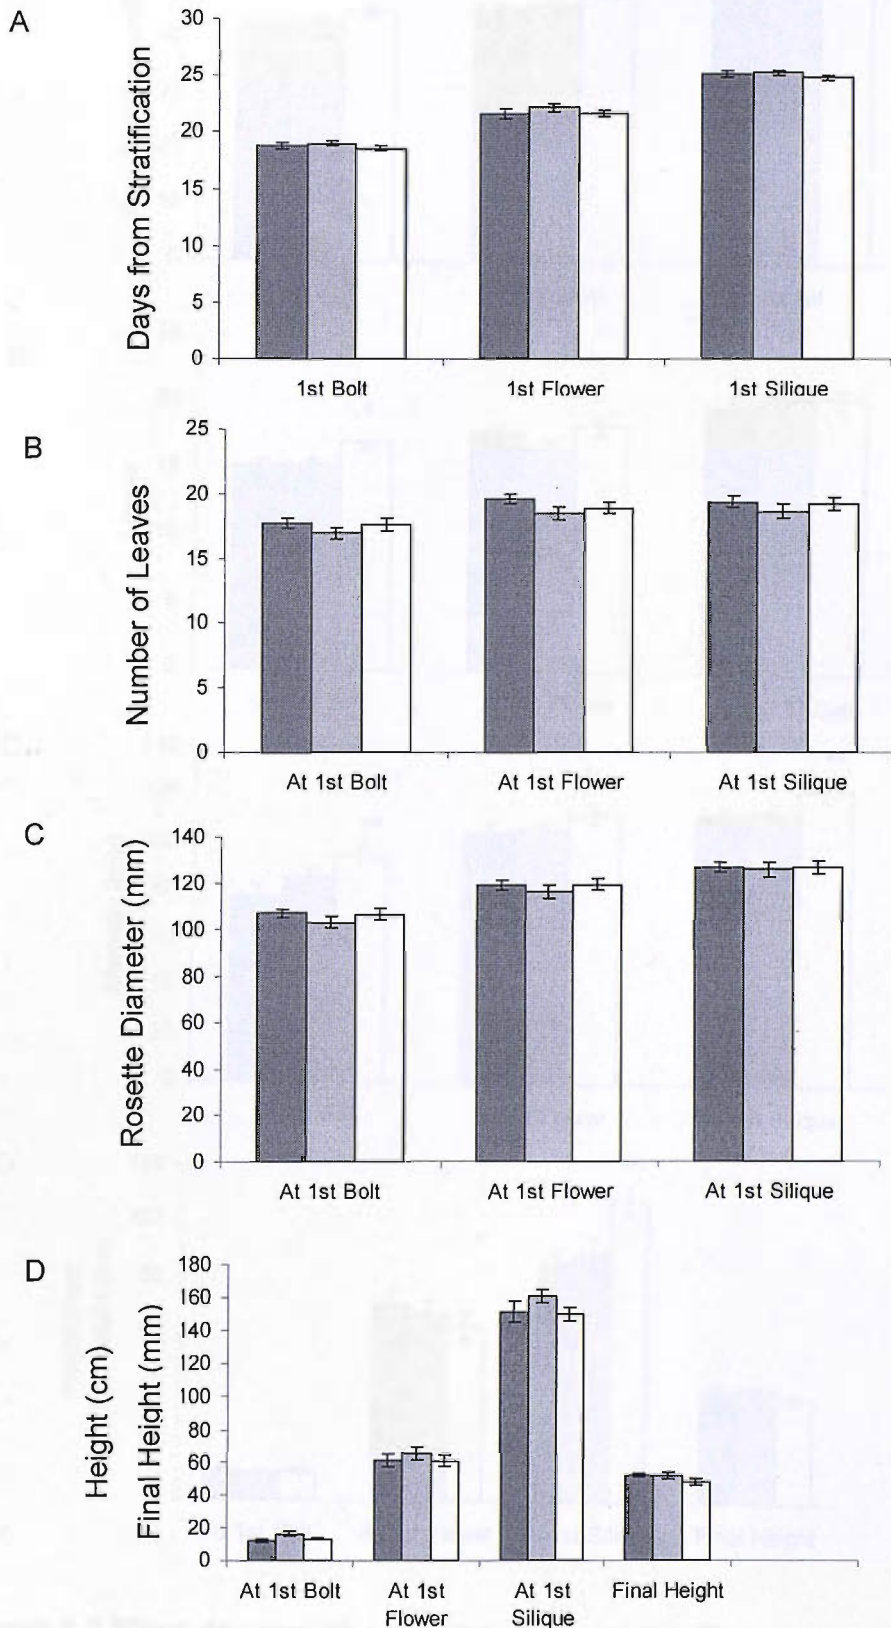 A
Days from Stratification
30
25
20
15
10
5
0
1st Bolt
1st Flower
1st Silique
B
Number of Leaves
25
20
15
10
5
0
At 1st Bolt
At 1st Flower
At 1st Silique
C
Rosette Diameter (mm)
140
120
100
80
60
40
20
0
At 1st Bolt
At 1st Flower
At 1st Silique
D
Height (cm)
Final Height (mm)
180
160
140
120
100
80
60
40
20
0
At 1st Bolt
At 1st
Flower
At 1st
Silique
Final Height